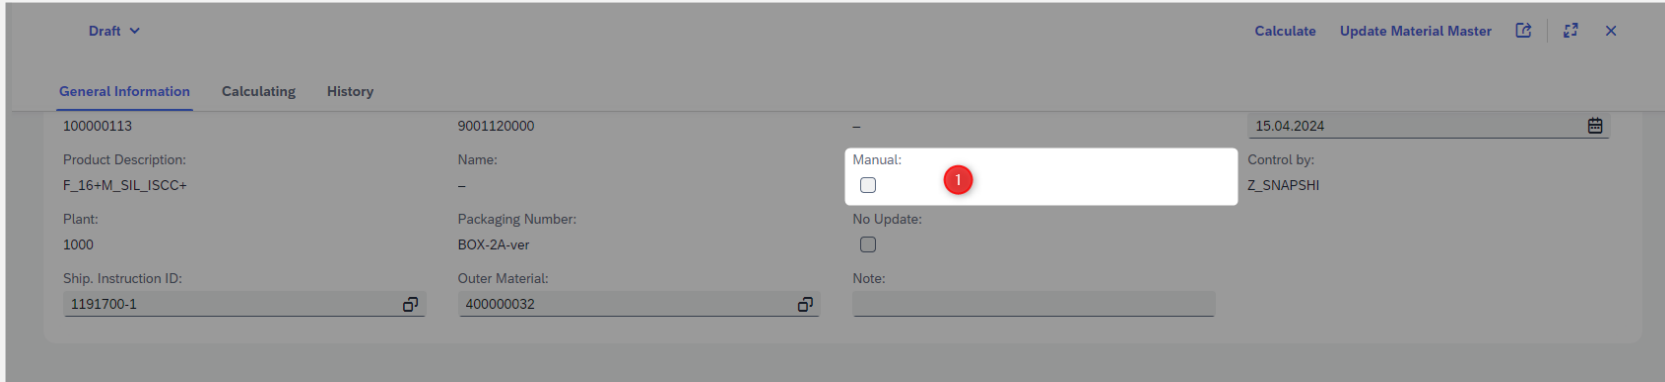 Draft
Calculate Update Material Master
General Information Calculating History
100000113 9001120000 – 15.04.2024
Product Description: Name: Manual: Control by:
F_16+M_SIL_ISCC+ – 1 Z_SNAPSHI
Plant: Packaging Number: No Update:
1000 BOX-2A-ver
Ship. Instruction ID: Outer Material: Note:
1191700-1 400000032